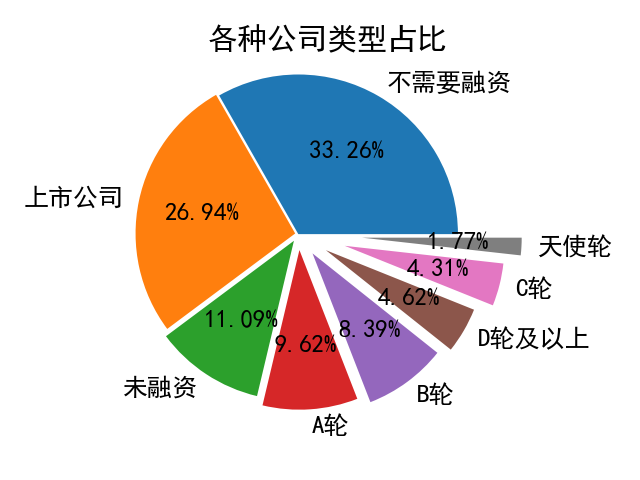 各种公司类型占比
不需要融资
33.26%
上市公司
26.94%
天使轮
1.77%
C轮
4.31%
D轮及以上
4.62%
B轮
8.39%
A轮
9.62%
未融资
11.09%